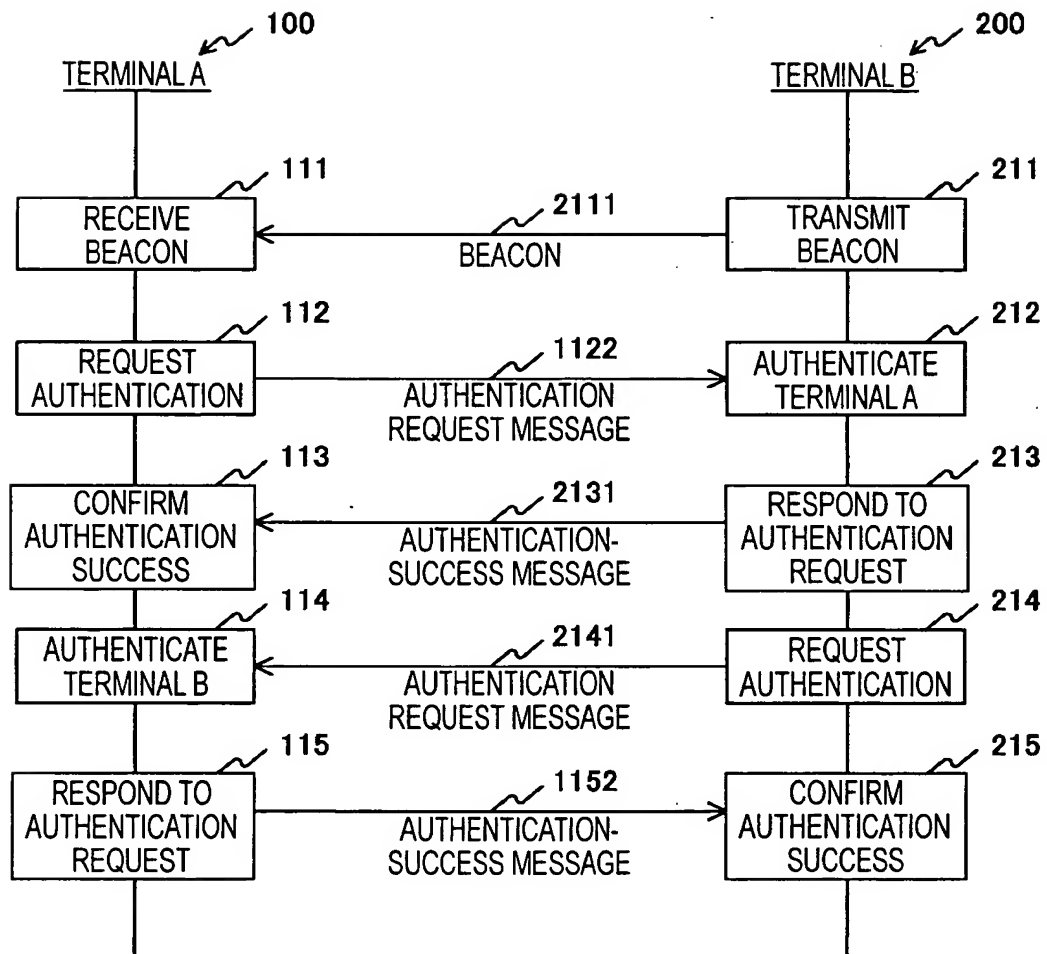 100
200
TERMINAL A
TERMINAL B
111
2111
211
RECEIVE
BEACON
BEACON
TRANSMIT
BEACON
112
1122
212
REQUEST
AUTHENTICATION
AUTHENTICATION
REQUEST MESSAGE
AUTHENTICATE
TERMINAL A
113
2131
213
CONFIRM
AUTHENTICATION
SUCCESS
AUTHENTICATION-
SUCCESS MESSAGE
RESPOND TO
AUTHENTICATION
REQUEST
114
2141
214
AUTHENTICATE
TERMINAL B
AUTHENTICATION
REQUEST MESSAGE
REQUEST
AUTHENTICATION
115
1152
215
RESPOND TO
AUTHENTICATION
REQUEST
AUTHENTICATION-
SUCCESS MESSAGE
CONFIRM
AUTHENTICATION
SUCCESS